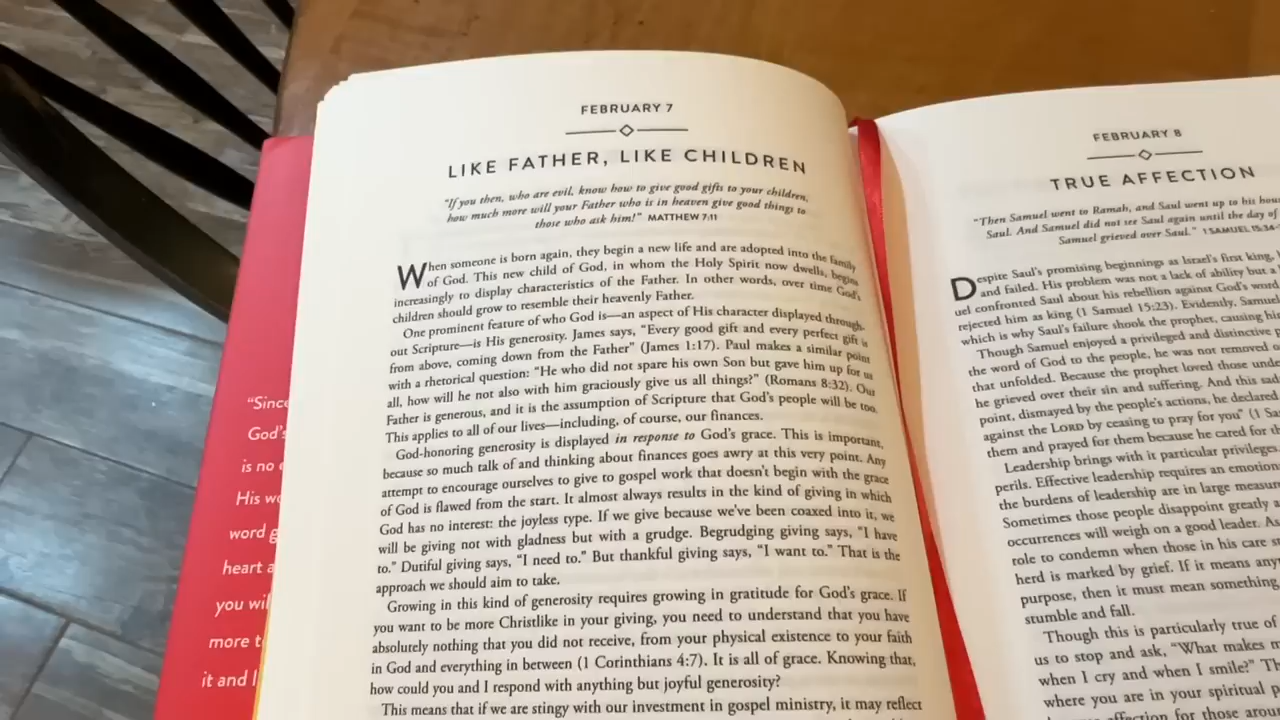 FEBRUARY 7
LIKE FATHER, LIKE CHILDREN
"If you then, who are evil, know how to give good gifts to your children,
how much more will your Father who is in heaven give good things to
those who ask him!" MATTHEW 7:11
When someone is born again, they begin a new life and are adopted into the family
of God. This new child of God, in whom the Holy Spirit now dwells, begins
increasingly to display characteristics of the Father. In other words, over time God's
children should grow to resemble their heavenly Father.
One prominent feature of who God is—an aspect of His character displayed through-
out Scripture—is His generosity. James says, "Every good gift and every perfect gift is
from above, coming down from the Father" (James 1:17). Paul makes a similar point
with a rhetorical question: "He who did not spare his own Son but gave him up for us
all, how will he not also with him graciously give us all things?" (Romans 8:32). Our
Father is generous, and it is the assumption of Scripture that God's people will be too.
This applies to all of our lives—including, of course, our finances.
God-honoring generosity is displayed in response to God's grace. This is important,
because so much talk of and thinking about finances goes awry at this very point. Any
attempt to encourage ourselves to give to gospel work that doesn't begin with the grace
of God is flawed from the start. It almost always results in the kind of giving in which
God has no interest: the joyless type. If we give because we've been coaxed into it, we
will be giving not with gladness but with a grudge. Begrudging giving says, "I have
to." Dutiful giving says, "I need to." But thankful giving says, "I want to." That is the
approach we should aim to take.
Growing in this kind of generosity requires growing in gratitude for God's grace. If
you want to be more Christlike in your giving, you need to understand that you have
absolutely nothing that you did not receive, from your physical existence to your faith
in God and everything in between (1 Corinthians 4:7). It is all of grace. Knowing that,
how could you and I respond with anything but joyful generosity?
This means that if we are stingy with our investment in gospel ministry, it may reflect
FEBRUARY 8
TRUE AFFECTION
"Then Samuel went to Ramah, and Saul went up to his
Saul. And Samuel did not see Saul again until the day of
Samuel grieved over Saul." 1 SAMUEL 15:34-
Despite Saul's promising beginnings as Israel's first king,
and failed. His problem was not a lack of ability but a
uel confronted Saul about his rebellion against God's word
rejected him as king (1 Samuel 15:23). Evidently, Samuel
which is why Saul's failure shook the prophet, causing
Though Samuel enjoyed a privileged and distinctive
the word of God to the people, he was not removed
that unfolded. Because the prophet loved those
he grieved over their sin and suffering. And this
point, dismayed by the people's actions, he declared
against the LORD by ceasing to pray for you" (1
them and prayed for them because he cared for
Leadership brings with it particular privileges
perils. Effective leadership requires an
the burdens of leadership are in large
Sometimes those people disappoint greatly
occurrences will weigh on a good leader. As
role to condemn when those in his care
herd is marked by grief. If it means
purpose, then it must mean something
stumble and fall.
Though this is particularly true of
us to stop and ask, "What makes
when I cry and when I smile?"
where you are in your spiritual
affection for those
"Since
God's
is no
His
word
heart
you
more
it and I